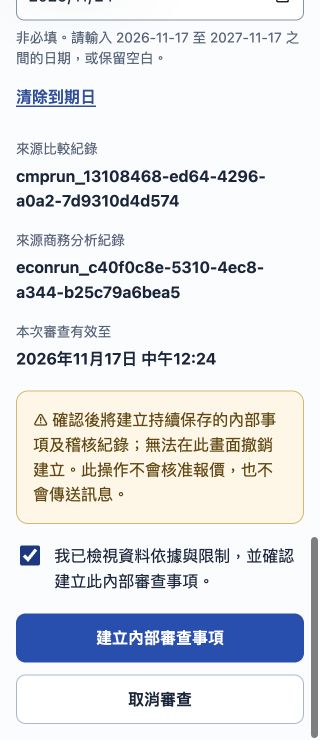 非必填。請輸入 2026-11-17 至 2027-11-17 之
間的日期，或保留空白。
清除到期日
來源比較紀錄
cmprun_13108468-ed64-4296-
a0a2-7d9310d4d574
來源商務分析紀錄
econrun_c40f0c8e-5310-4ec8-
a344-b25c79a6bea5
本次審查有效至
2026年11月17日 中午12:24
⚠ 確認後將建立持續保存的內部事
項及稽核紀錄；無法在此畫面撤銷
建立。此操作不會核准報價，也不
會傳送訊息。
我已檢視資料依據與限制，並確認
建立此內部審查事項。
建立內部審查事項
取消審查